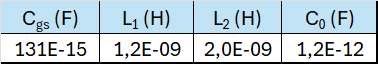 Cgs (F) L1 (H) L2 (H) C0 (F)
131E-15 1,2E-09 2,0E-09 1,2E-12